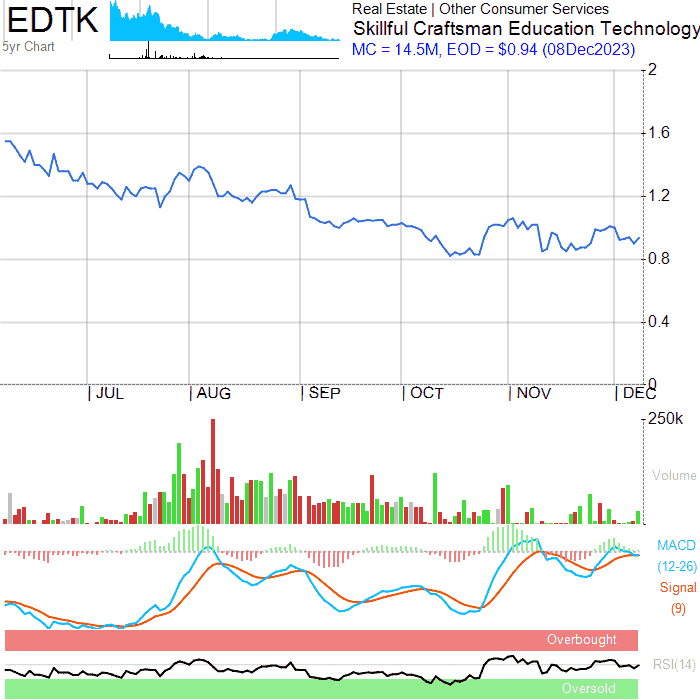 EDTK
5yr Chart
Real Estate | Other Consumer Services
Skillful Craftsman Education Technology
MC = 14.5M, EOD = $0.94 (08Dec2023)
2
1.6
1.2
0.8
0.4
0
JUL AUG SEP OCT NOV DEC
250k
Volume
MACD
(12-26)
Signal
(9)
Overbought
RSI(14)
Oversold